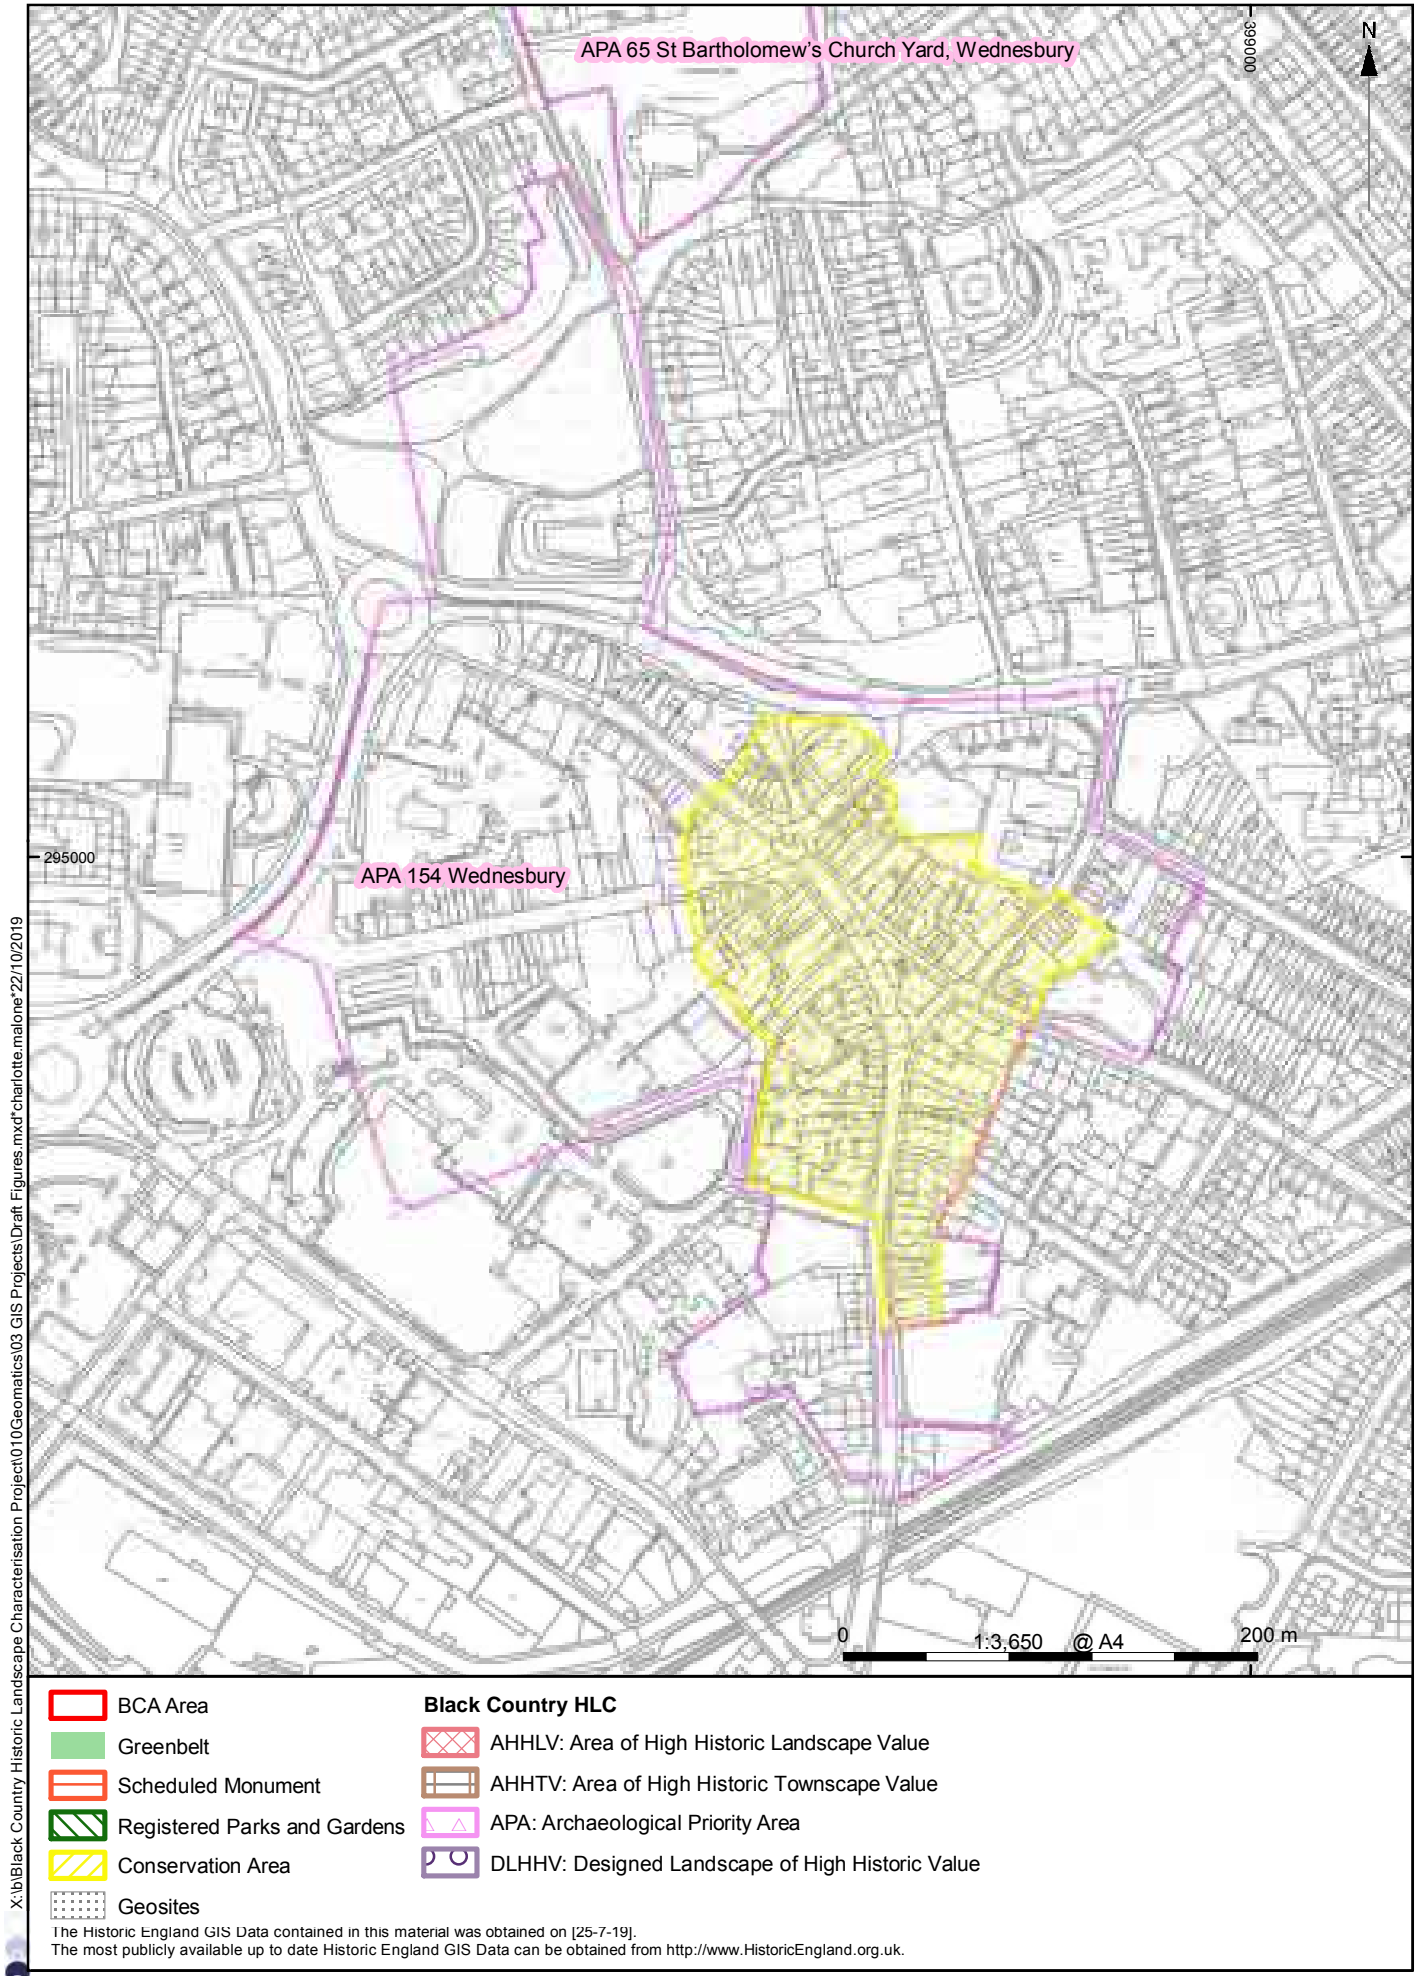 APA 65 St Bartholomew's Church Yard, Wednesbury
399000
N
295000
APA 154 Wednesbury
0 1:3,650 @ A4 200 m
X:\b\Black Country Historic Landscape Characterisation Project\010Geomatics\03 GIS Projects\Draft Figures.mxd*charlotte.malone*22/10/2019
BCA Area
Greenbelt
Scheduled Monument
Registered Parks and Gardens
Conservation Area
Geosites
Black Country HLC
AHHLV: Area of High Historic Landscape Value
AHHTV: Area of High Historic Townscape Value
APA: Archaeological Priority Area
DLHHV: Designed Landscape of High Historic Value
The Historic England GIS Data contained in this material was obtained on [25-7-19].
The most publicly available up to date Historic England GIS Data can be obtained from http://www.HistoricEngland.org.uk.